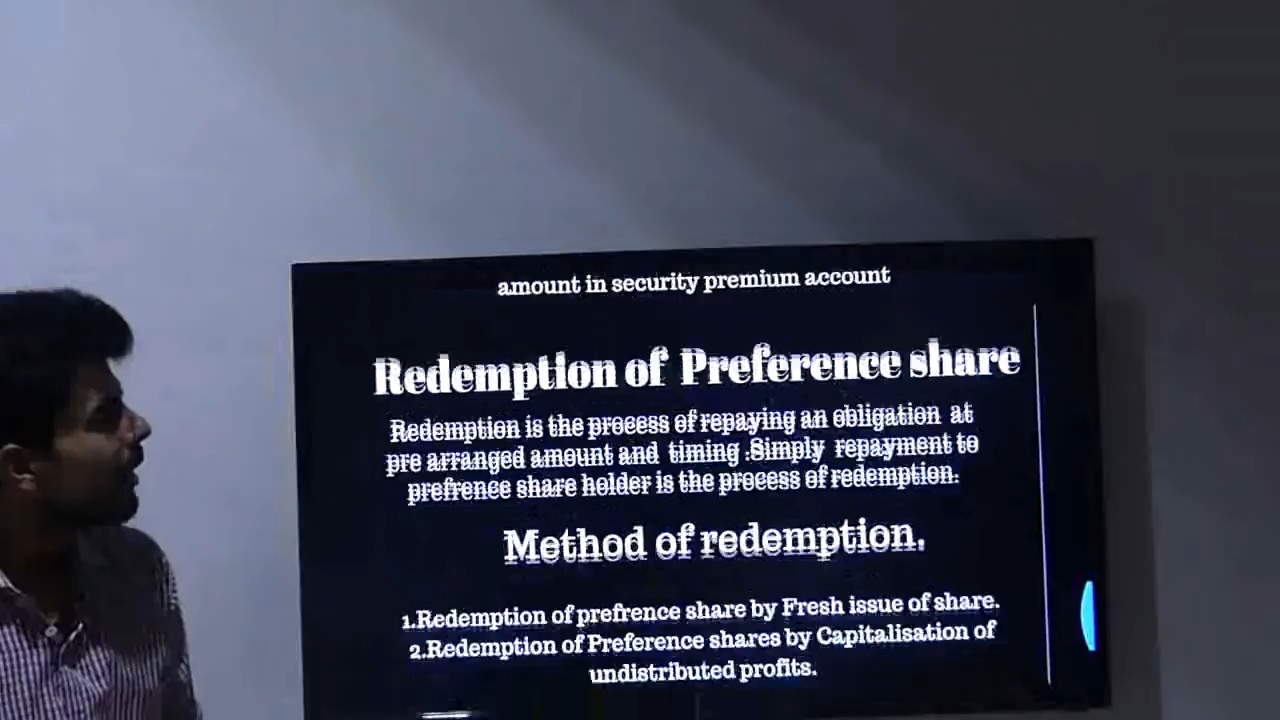 amount in security premium account
Redemption of Preference share
Redemption is the process of repaying an obligation at
pre arranged amount and timing .Simply repayment to
prefrence share holder is the process of redemption.
Method of redemption.
1.Redemption of prefrence share by Fresh issue of share.
2.Redemption of Preference shares by Capitalisation of
undistributed profits.